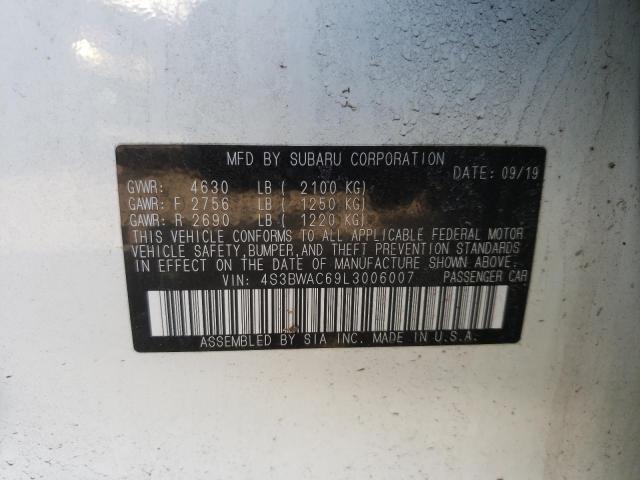 MFD BY SUBARU CORPORATION
DATE: 09/19
GVWR: 4630 LB ( 2100 KG)
GAWR: F 2756 LB ( 1250 KG)
GAWR: R 2690 LB ( 1220 KG)
THIS VEHICLE CONFORMS TO ALL APPLICABLE FEDERAL MOTOR
VEHICLE SAFETY, BUMPER, AND THEFT PREVENTION STANDARDS
IN EFFECT ON THE DATE OF MANUFACTURE SHOWN ABOVE.
VIN: 4S3BWAC69L3006007 PASSENGER CAR
ASSEMBLED BY SIA INC. MADE IN U.S.A.